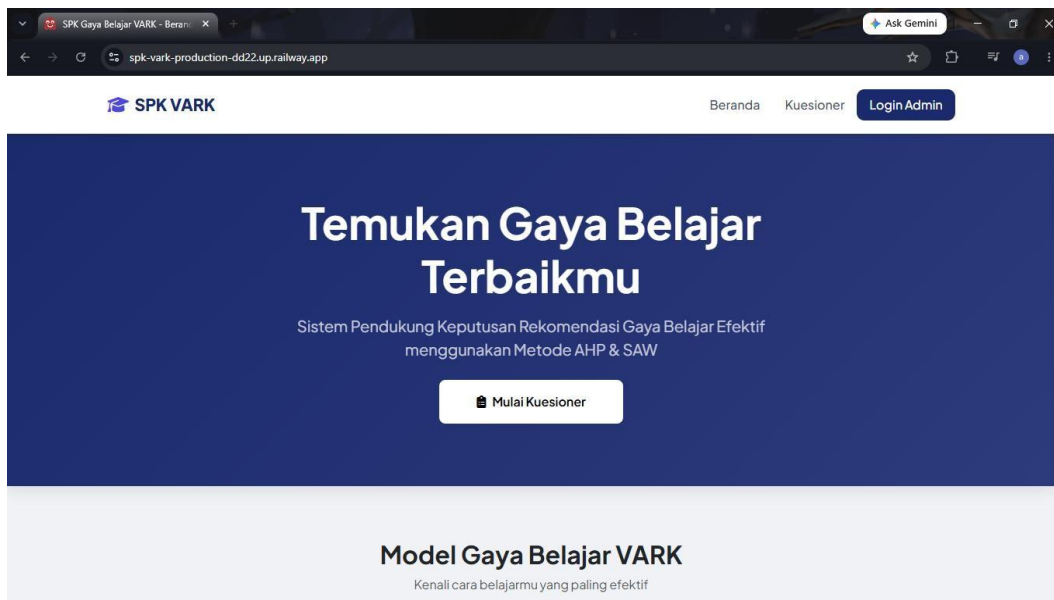 SPK Gaya Belajar VARK - Beran
Ask Gemini
spk-vark-production-dd22.up.railway.app
a
SPK VARK
Beranda
Kuesioner
Login Admin
Temukan Gaya Belajar
Terbaikmu
Sistem Pendukung Keputusan Rekomendasi Gaya Belajar Efektif
menggunakan Metode AHP & SAW
Mulai Kuesioner
Model Gaya Belajar VARK
Kenali cara belajarmu yang paling efektif